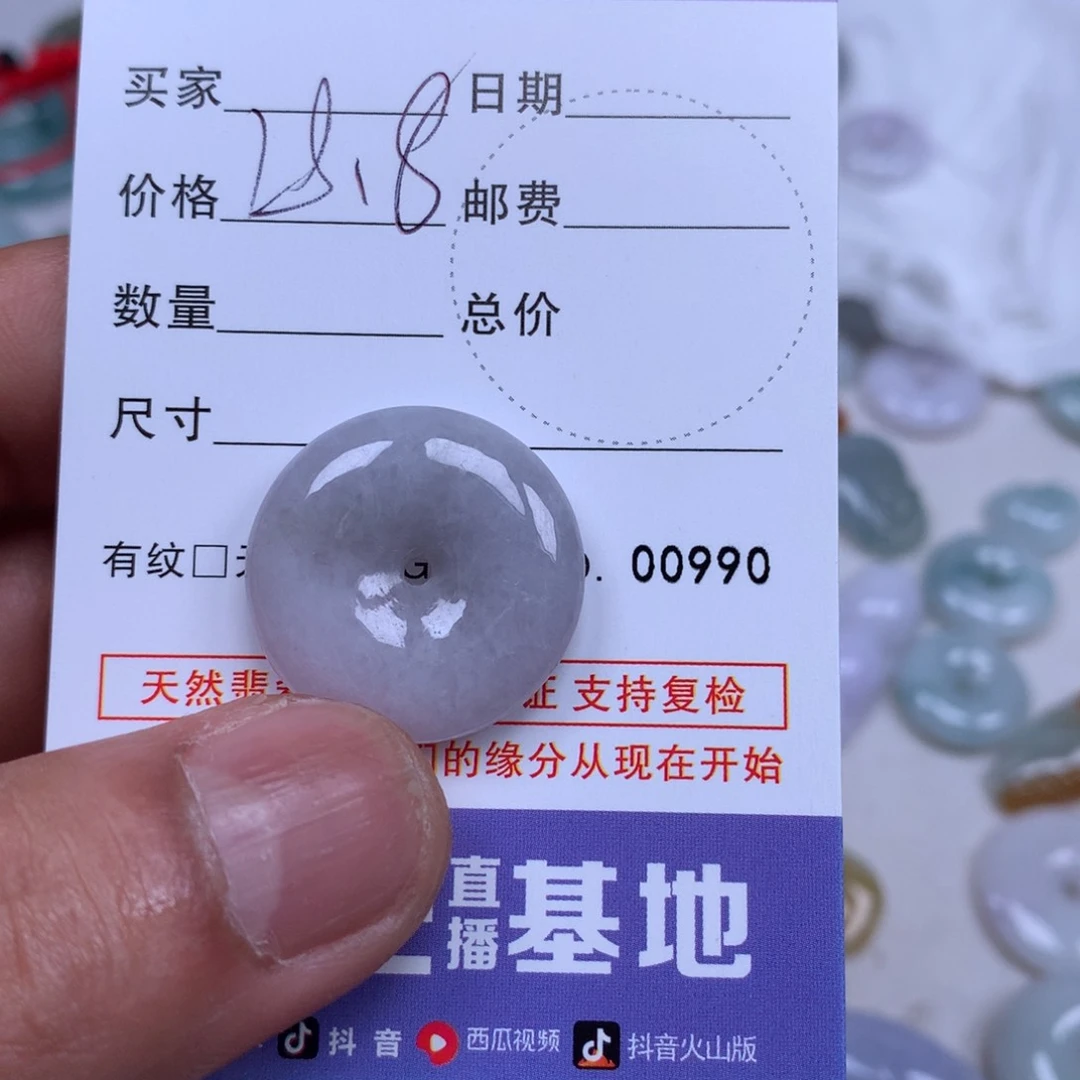 买家 日期
价格 邮费
数量 总价
尺寸
有纹□ G . 00990
天然翡 证 支持复检
们的缘分从现在开始
直播基地
抖音 西瓜视频 抖音火山版